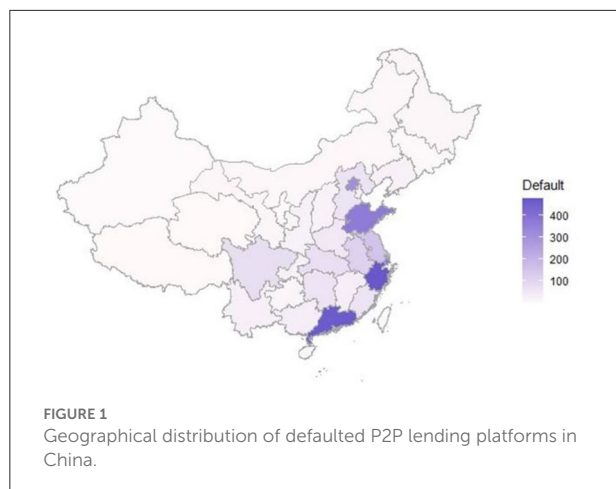 Default
400
300
200
100
FIGURE 1
Geographical distribution of defaulted P2P lending platforms in
China.